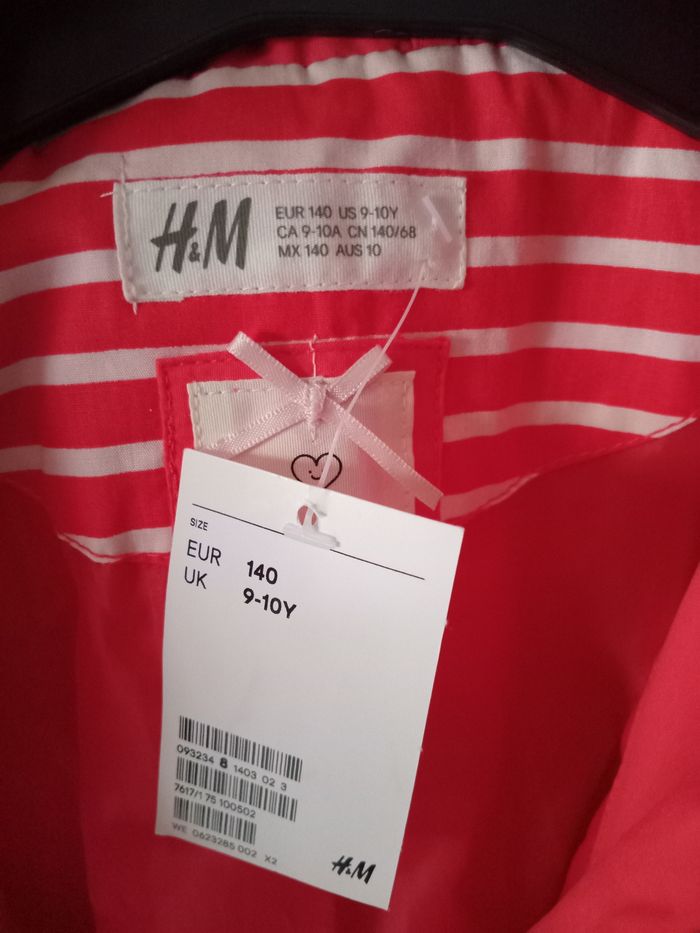 H&M
EUR 140 US 9-10Y
CA 9-10A CN 140/68
MX 140 AUS 10
SIZE
EUR 140
UK 9-10Y
093234 8 1403 02 3
7617/1 75 100502
WE 0623285 002 X2
H&M